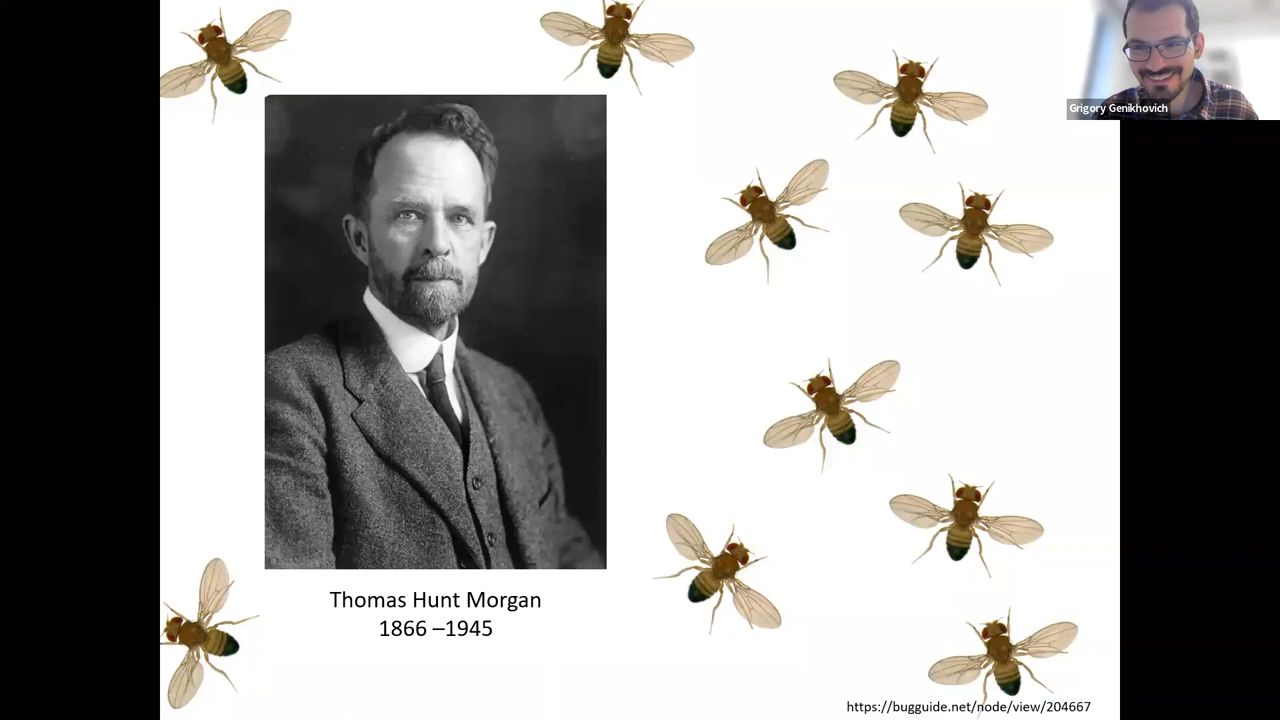 Grigory Genikhovich
Thomas Hunt Morgan
1866 –1945
https://bugguide.net/node/view/204667